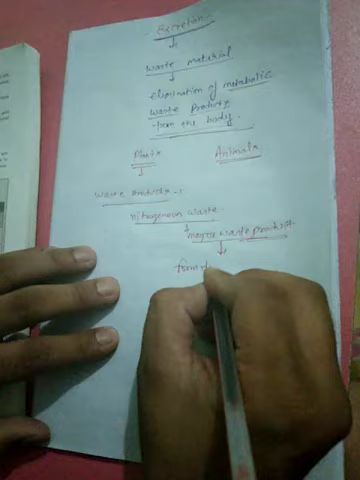 Excretion
waste material
elimination of metabolic
waste Products
from the body.
Plants Animals
waste products -
nitrogenous waste
major waste product